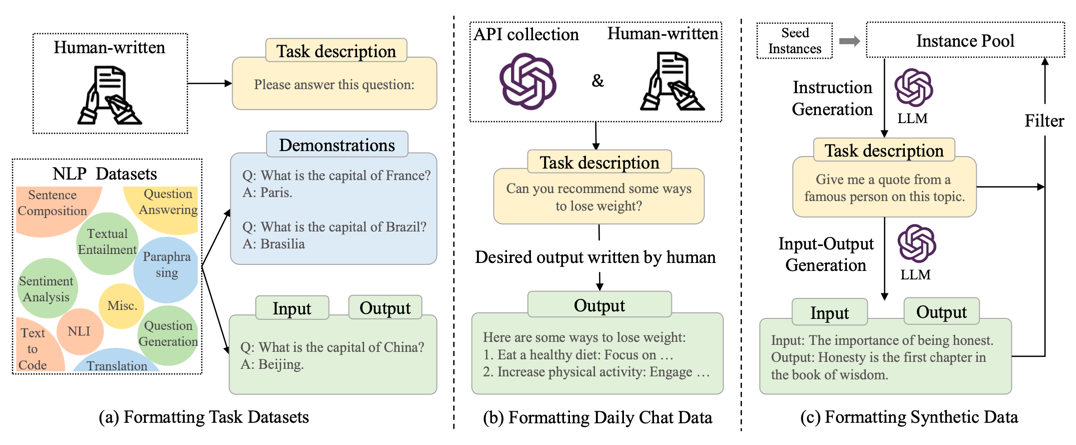 Human-written
Task description
Please answer this question:
NLP Datasets
Sentence
Composition
Question
Answering
Textual
Entailment
Paraphra
sing
Sentiment
Analysis
Misc.
NLI
Question
Generation
Text
to
Code
Translation
Demonstrations
Q: What is the capital of France?
A: Paris.
Q: What is the capital of Brazil?
A: Brasilia
Input
Output
Q: What is the capital of China?
A: Beijing.
(a) Formatting Task Datasets
API collection
&
Human-written
Task description
Can you recommend some ways
to lose weight?
Desired output written by human
Output
Here are some ways to lose weight:
1. Eat a healthy diet: Focus on …
2. Increase physical activity: Engage …
(b) Formatting Daily Chat Data
Seed
Instances
Instance Pool
Instruction
Generation
LLM
Filter
Task description
Give me a quote from a
famous person on this topic.
Input-Output
Generation
LLM
Input
Output
Input: The importance of being honest.
Output: Honesty is the first chapter in
the book of wisdom.
(c) Formatting Synthetic Data